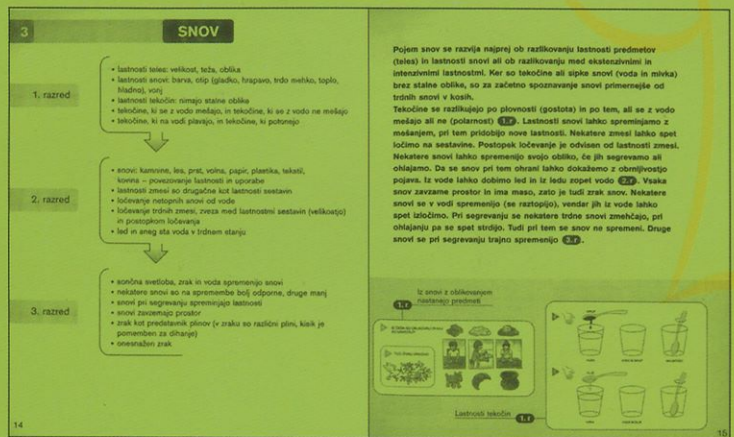 3
SNOV
1. razred
• lastnosti teles: velikost, teža, oblika
• lastnosti snovi: barva, otip (gladko, hrapavo, trdo mehko, toplo,
hladno), vonj
• lastnosti tekočin: nimajo stalne oblike
• tekočine, ki se z vodo mešajo, in tekočine, ki se z vodo ne mešajo
• tekočine, ki na vodi plavajo, in tekočine, ki potonejo
2. razred
• snovi: kamnine, les, prst, volna, papir, plastika, tekstil,
kovine – povezovanje lastnosti in uporabe
• lastnosti zmesi so drugačne kot lastnosti sestavin
• ločevanje netopnih snovi od vode
• ločevanje trdnih zmesi, zveza med lastnostmi sestavin (velikostjo)
in postopkom ločevanja
• led in sneg sta voda v trdnem stanju
3. razred
• sončna svetloba, zrak in voda spremenijo snovi
• nekatere snovi so na spremembe bolj odporne, druge manj
• snovi pri segrevanju spreminjajo lastnosti
• snovi zavzemajo prostor
• zrak kot predstavnik plinov (v zraku so različni plini, kisik je
pomemben za dihanje)
• onesnažen zrak
14
Pojem snov se razvija najprej ob razlikovanju lastnosti predmetov
(teles) in lastnosti snovi ali ob razlikovanju med ekstenzivnimi in
intenzivnimi lastnostmi. Ker so tekočine ali sipke snovi (voda in mivka)
brez stalne oblike, so za začetno spoznavanje snovi primernejše od
trdnih snovi v kosih.
Tekočine se razlikujejo po plovnosti (gostota) in po tem, ali se z vodo
mešajo ali ne (polarnost) 1.r. Lastnosti snovi lahko spreminjamo z
mešanjem, pri tem pridobijo nove lastnosti. Nekatere zmesi lahko spet
ločimo na sestavine. Postopek ločevanje je odvisen od lastnosti zmesi.
Nekatere snovi lahko spremenijo svojo obliko, če jih segrevamo ali
ohlajamo. Da se snov pri tem ohrani lahko dokažemo z obrnljivostjo
pojava. Iz vode lahko dobimo led in iz ledu zopet vodo 2.r. Vsaka
snov zavzame prostor in ima maso, zato je tudi zrak snov. Nekatere
snovi se v vodi spremenijo (se raztopijo), vendar jih iz vode lahko
spet izločimo. Pri segrevanju se nekatere trdne snovi zmehčajo, pri
ohlajanju pa se spet strdijo. Tudi pri tem se snov ne spremeni. Druge
snovi se pri segrevanju trajno spremenijo 3.r.
Iz snovi z oblikovanjem
nastanejo predmeti
1. r
Lastnosti tekočin 1. r
15